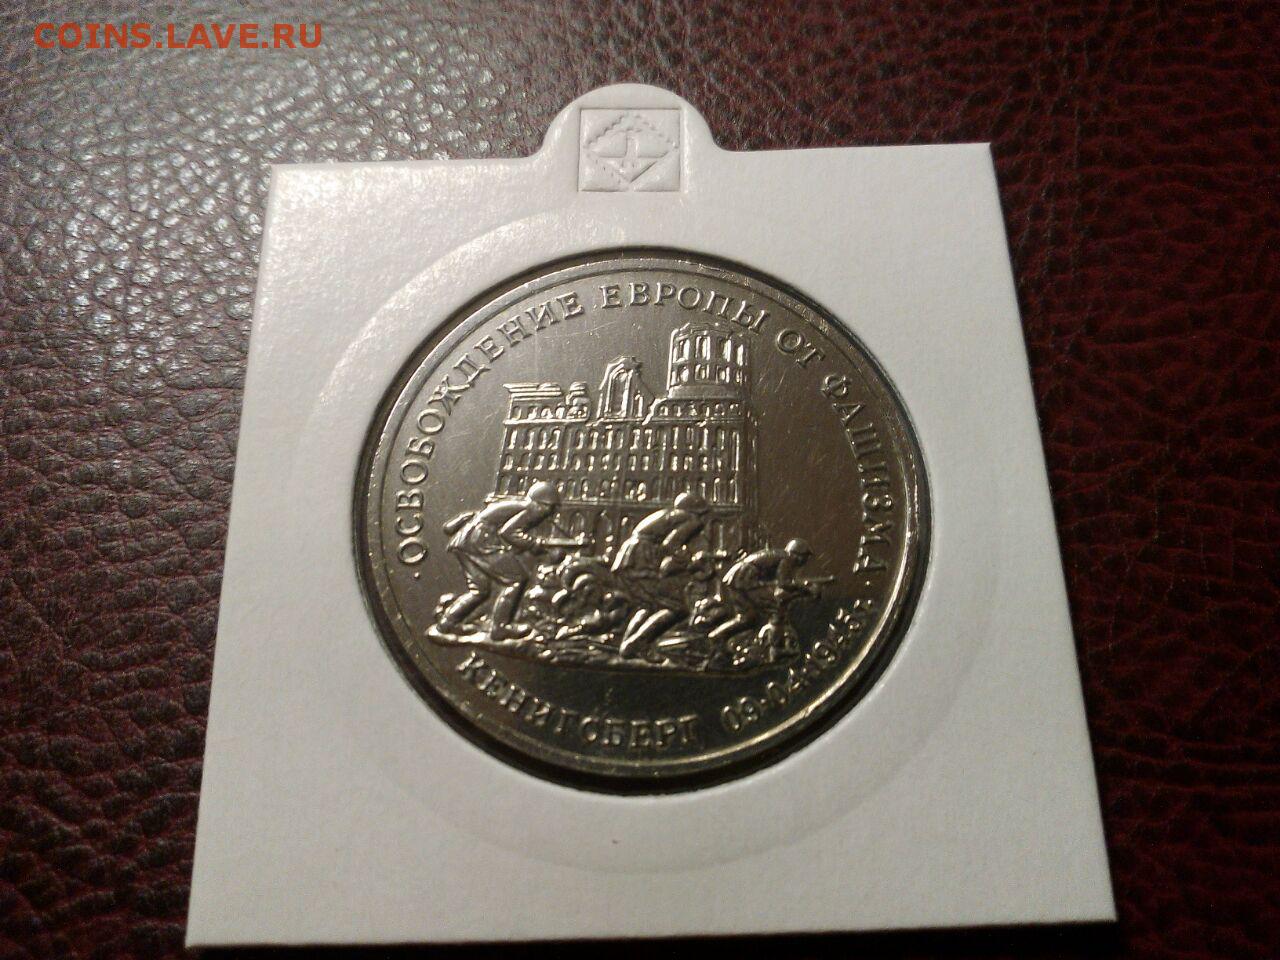 COINS.LAVE.RU
·ОСВОБОЖДЕНИЕ ЕВРОПЫ ОТ ФАШИЗМА·
КЕНИГСБЕРГ 09·04·1945г.